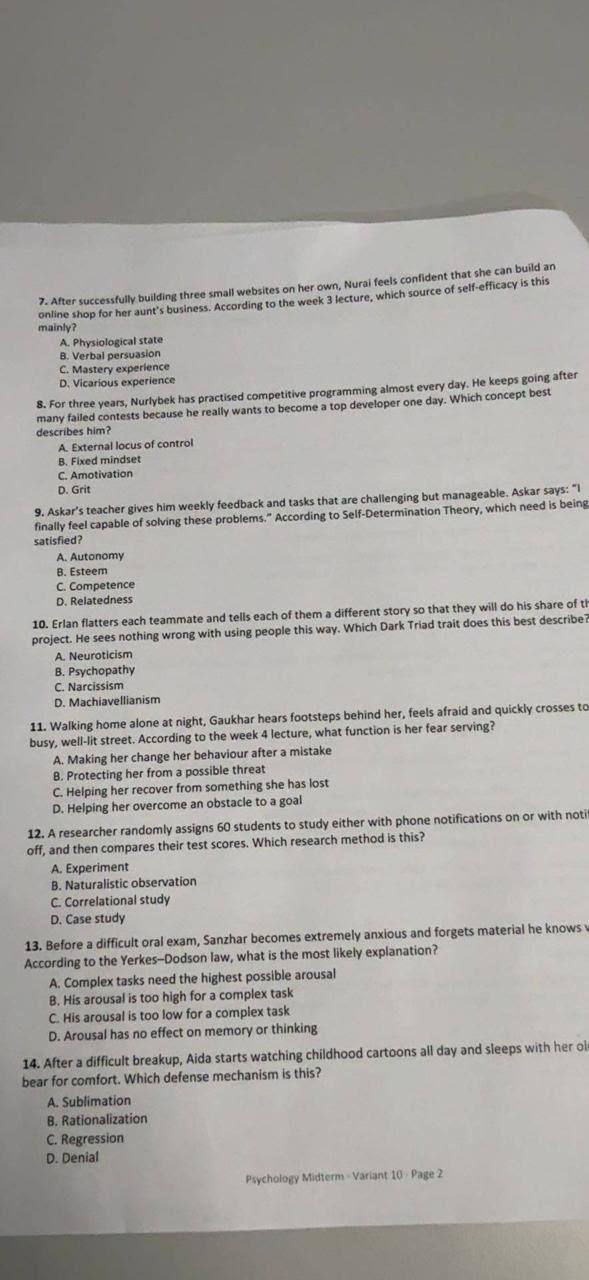 7. After successfully building three small websites on her own, Nurai feels confident that she can build an
online shop for her aunt's business. According to the week 3 lecture, which source of self-efficacy is this
mainly?
A. Physiological state
B. Verbal persuasion
C. Mastery experience
D. Vicarious experience
8. For three years, Nurlybek has practised competitive programming almost every day. He keeps going after
many failed contests because he really wants to become a top developer one day. Which concept best
describes him?
A. External locus of control
B. Fixed mindset
C. Amotivation
D. Grit
9. Askar's teacher gives him weekly feedback and tasks that are challenging but manageable. Askar says: "I
finally feel capable of solving these problems." According to Self-Determination Theory, which need is being
satisfied?
A. Autonomy
B. Esteem
C. Competence
D. Relatedness
10. Erlan flatters each teammate and tells each of them a different story so that they will do his share of
project. He sees nothing wrong with using people this way. Which Dark Triad trait does this best describe?
A. Neuroticism
B. Psychopathy
C. Narcissism
D. Machiavellianism
11. Walking home alone at night, Gaukhar hears footsteps behind her, feels afraid and quickly crosses to
busy, well-lit street. According to the week 4 lecture, what function is her fear serving?
A. Making her change her behaviour after a mistake
B. Protecting her from a possible threat
C. Helping her recover from something she has lost
D. Helping her overcome an obstacle to a goal
12. A researcher randomly assigns 60 students to study either with phone notifications on or with
off, and then compares their test scores. Which research method is this?
A. Experiment
B. Naturalistic observation
C. Correlational study
D. Case study
13. Before a difficult oral exam, Sanzhar becomes extremely anxious and forgets material he knows
According to the Yerkes–Dodson law, what is the most likely explanation?
A. Complex tasks need the highest possible arousal
B. His arousal is too high for a complex task
C. His arousal is too low for a complex task
D. Arousal has no effect on memory or thinking
14. After a difficult breakup, Aida starts watching childhood cartoons all day and sleeps with her
bear for comfort. Which defense mechanism is this?
A. Sublimation
B. Rationalization
C. Regression
D. Denial
Psychology Midterm · Variant 10 · Page 2